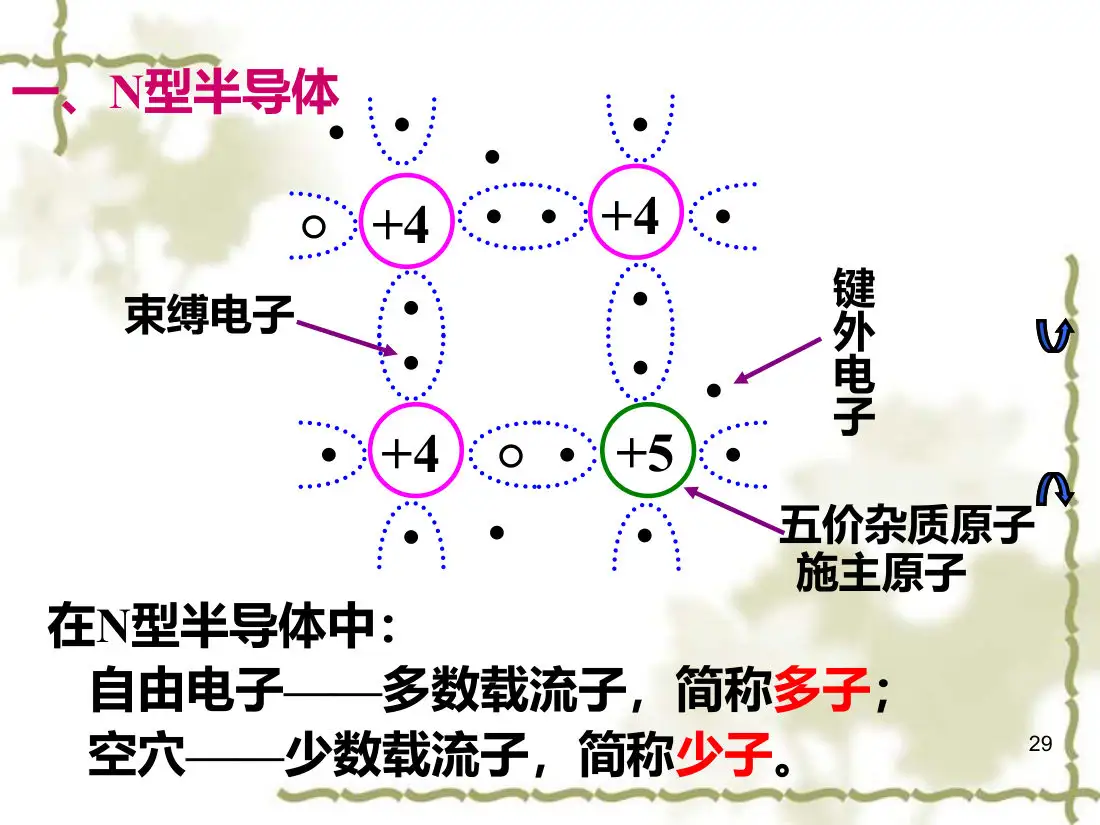 一、N型半导体
+4
+4
束缚电子
键外电子
+4
+5
五价杂质原子
施主原子
在N型半导体中：
自由电子——多数载流子，简称多子；
空穴——少数载流子，简称少子。
29